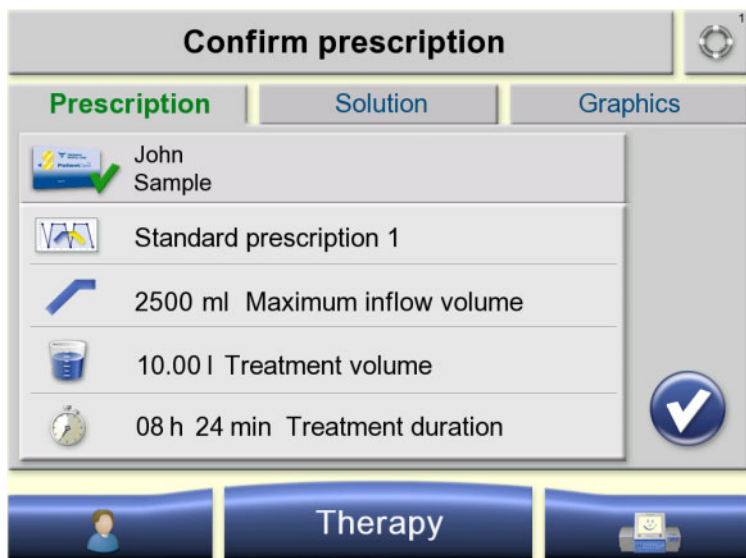 Confirm prescription
1
Prescription
Solution
Graphics
John
Sample
Standard prescription 1
2500 ml Maximum inflow volume
10.00 l Treatment volume
08 h 24 min Treatment duration
Therapy